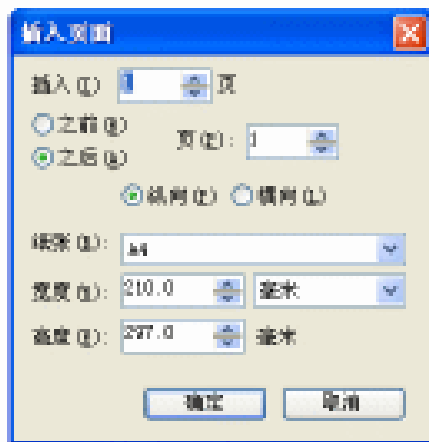 插入页面
插入(I) 1 页
之前(B)
之后(A) 页(P): 1
纵向(P) 横向(L)
纸张(R): A4
宽度(W): 210.0 毫米
高度(E): 297.0 毫米
确定 取消